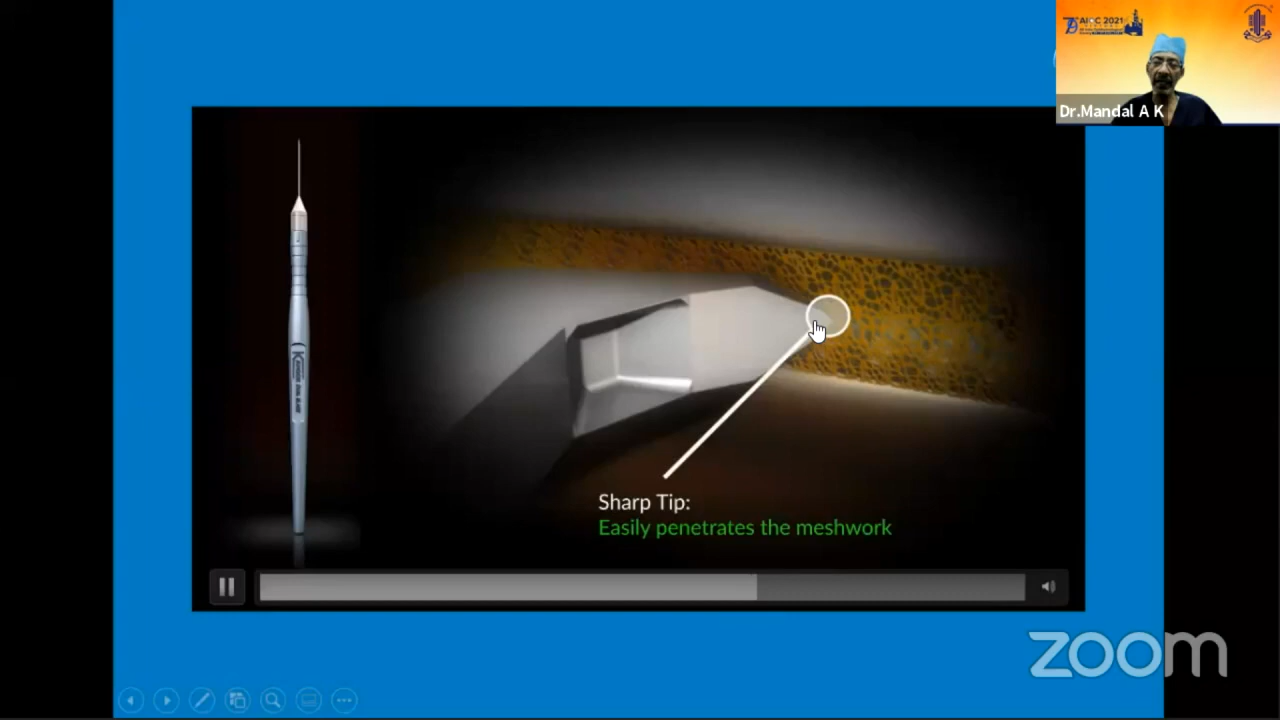 AIOC 2021
Dr.Mandal A K
Sharp Tip:
Easily penetrates the meshwork
zoom